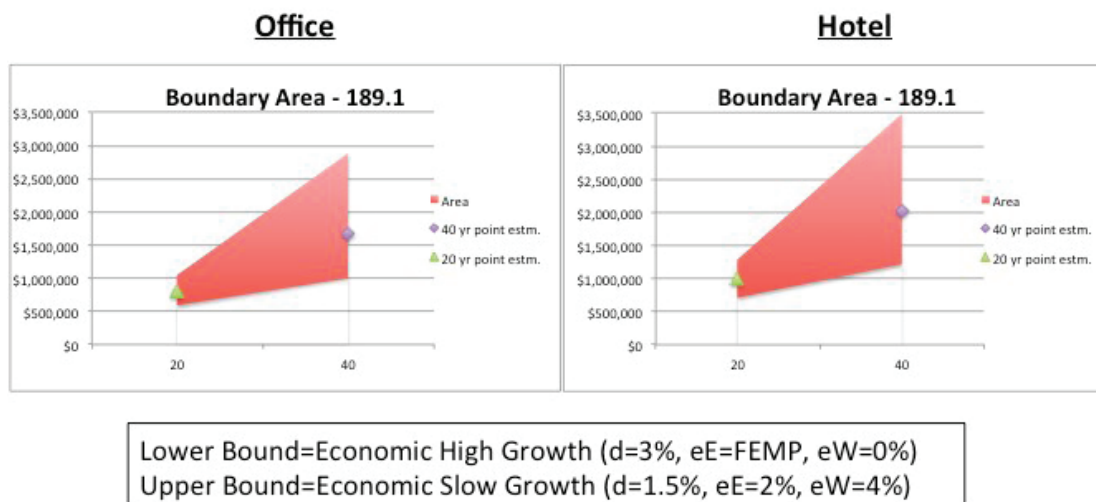 Office
Hotel
Boundary Area - 189.1
$3,500,000
$3,000,000
$2,500,000
$2,000,000
$1,500,000
$1,000,000
$500,000
$0
20
40
Area
40 yr point estm.
20 yr point estm.
Boundary Area - 189.1
$3,500,000
$3,000,000
$2,500,000
$2,000,000
$1,500,000
$1,000,000
$500,000
$0
20
40
Area
40 yr point estm.
20 yr point estm.
Lower Bound=Economic High Growth (d=3%, eE=FEMP, eW=0%)
Upper Bound=Economic Slow Growth (d=1.5%, eE=2%, eW=4%)